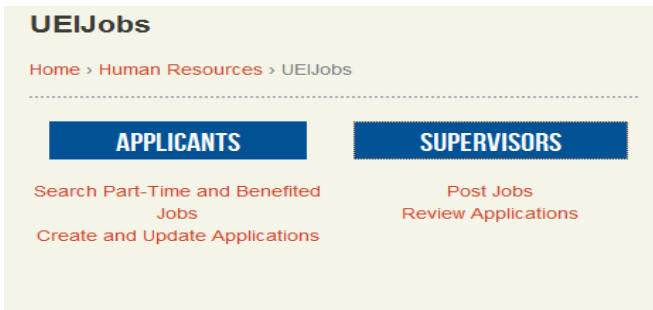 UEIJobs
Home › Human Resources › UEIJobs
APPLICANTS
Search Part-Time and Benefited
Jobs
Create and Update Applications
SUPERVISORS
Post Jobs
Review Applications